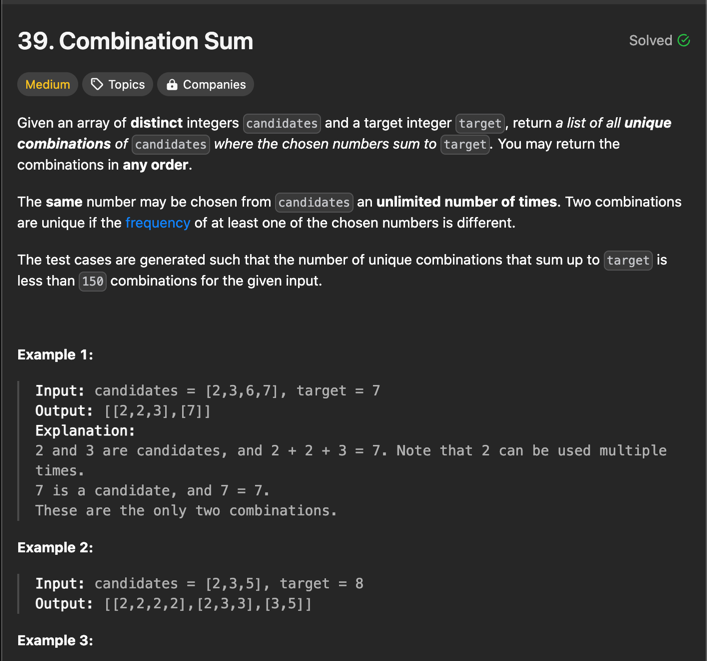 39. Combination Sum
Solved
Medium
Topics
Companies
Given an array of distinct integers candidates and a target integer target, return a list of all unique
combinations of candidates where the chosen numbers sum to target. You may return the
combinations in any order.
The same number may be chosen from candidates an unlimited number of times. Two combinations
are unique if the frequency of at least one of the chosen numbers is different.
The test cases are generated such that the number of unique combinations that sum up to target is
less than 150 combinations for the given input.
Example 1:
Input: candidates = [2,3,6,7], target = 7
Output: [[2,2,3],[7]]
Explanation:
2 and 3 are candidates, and 2 + 2 + 3 = 7. Note that 2 can be used multiple
times.
7 is a candidate, and 7 = 7.
These are the only two combinations.
Example 2:
Input: candidates = [2,3,5], target = 8
Output: [[2,2,2,2],[2,3,3],[3,5]]
Example 3: